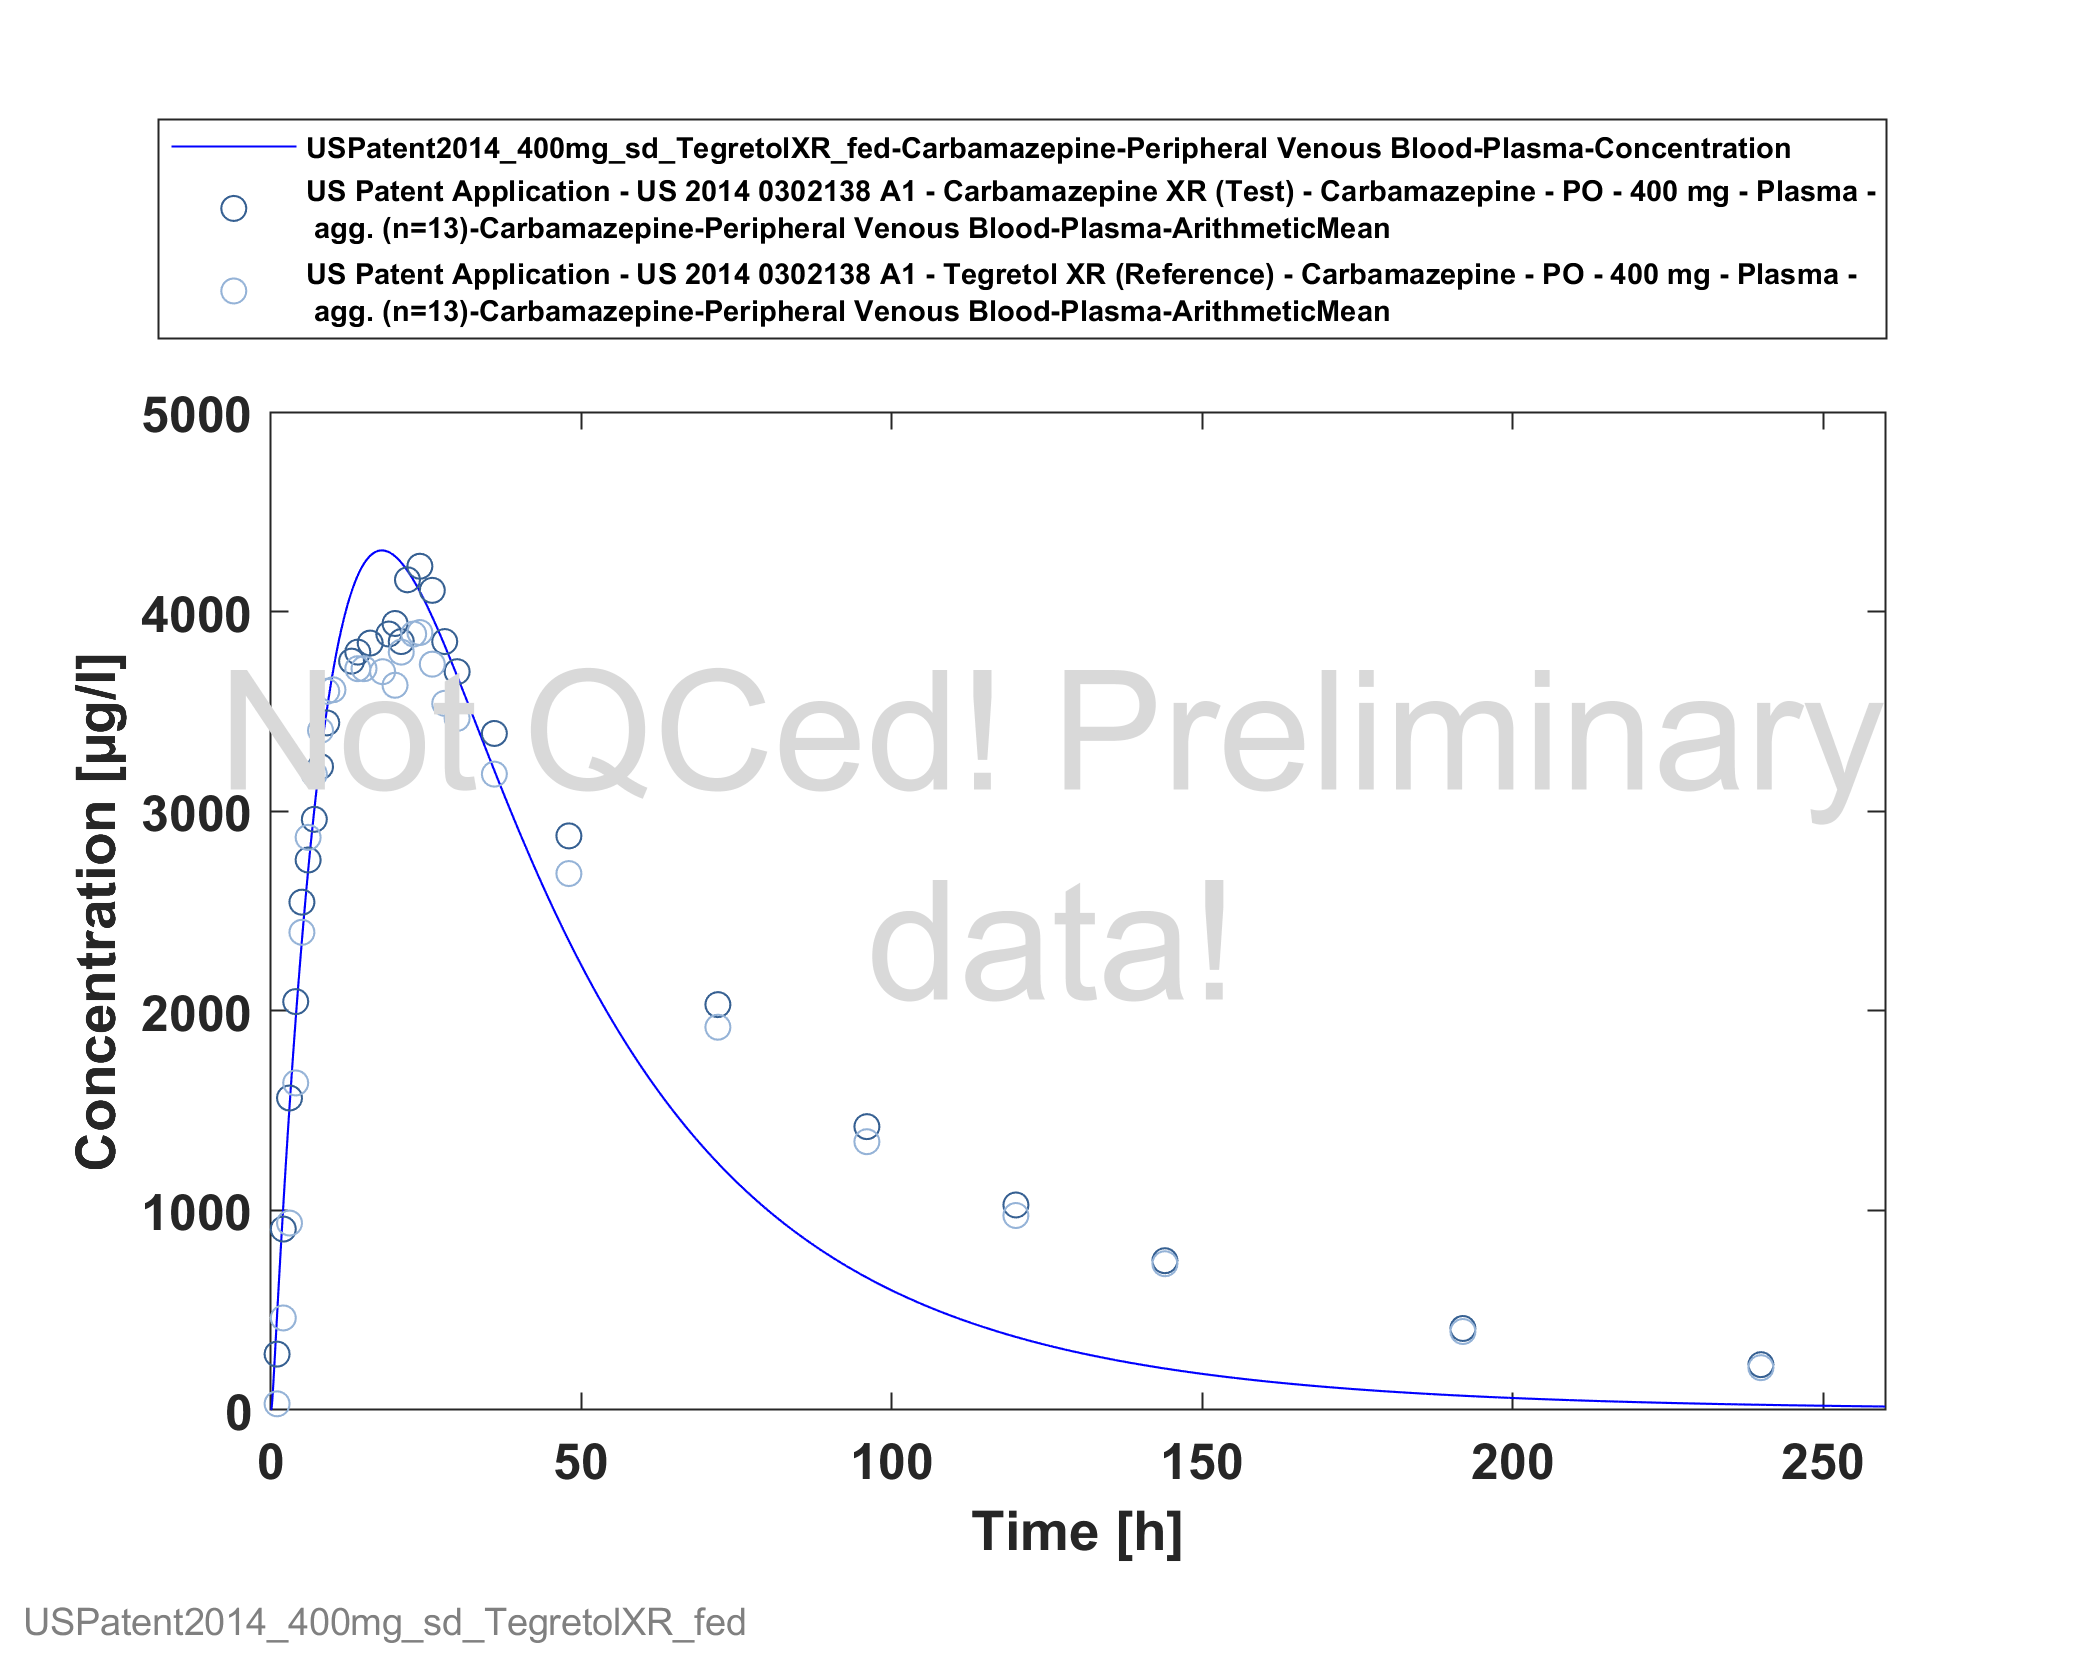 USPatent2014_400mg_sd_TegretolXR_fed-Carbamazepine-Peripheral Venous Blood-Plasma-Concentration
US Patent Application - US 2014 0302138 A1 - Carbamazepine XR (Test) - Carbamazepine - PO - 400 mg - Plasma -
agg. (n=13)-Carbamazepine-Peripheral Venous Blood-Plasma-ArithmeticMean
US Patent Application - US 2014 0302138 A1 - Tegretol XR (Reference) - Carbamazepine - PO - 400 mg - Plasma -
agg. (n=13)-Carbamazepine-Peripheral Venous Blood-Plasma-ArithmeticMean
5000
4000
3000
2000
1000
0
Concentration [µg/l]
Not QCed! Preliminary
data!
0 50 100 150 200 250
Time [h]
USPatent2014_400mg_sd_TegretolXR_fed